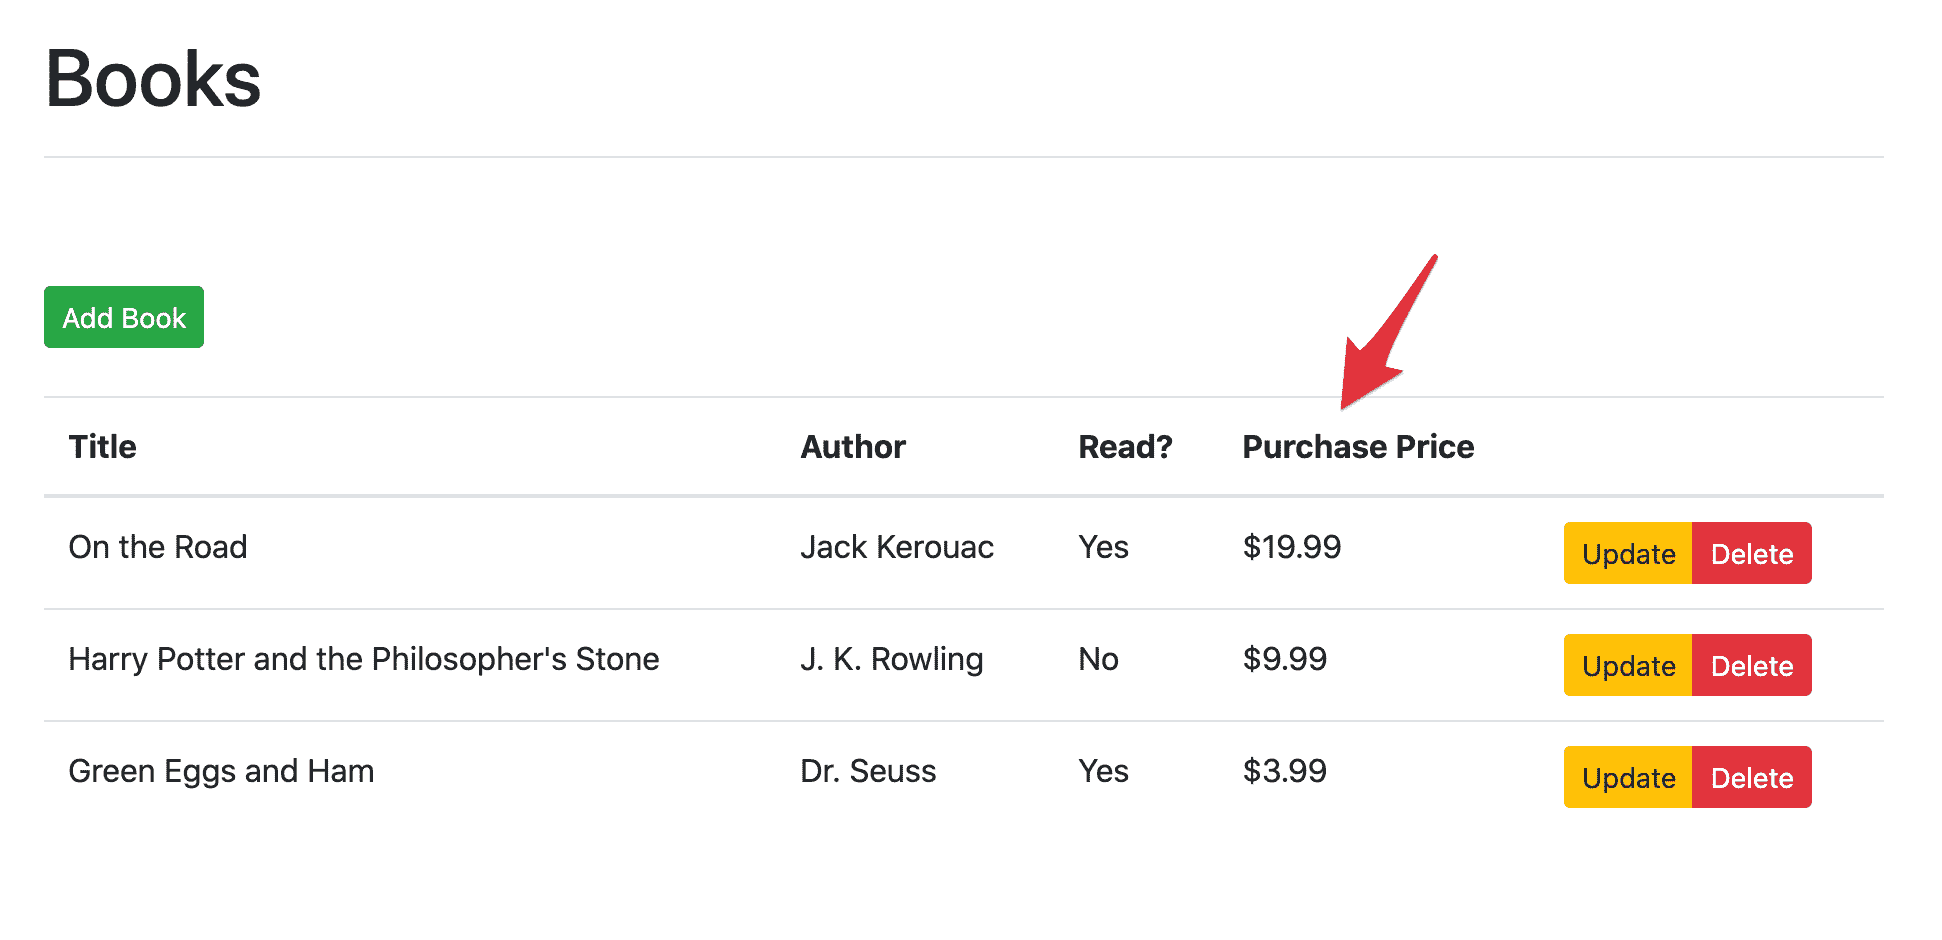 Books
Add Book
Title Author Read? Purchase Price
On the Road Jack Kerouac Yes $19.99 Update Delete
Harry Potter and the Philosopher's Stone J. K. Rowling No $9.99 Update Delete
Green Eggs and Ham Dr. Seuss Yes $3.99 Update Delete